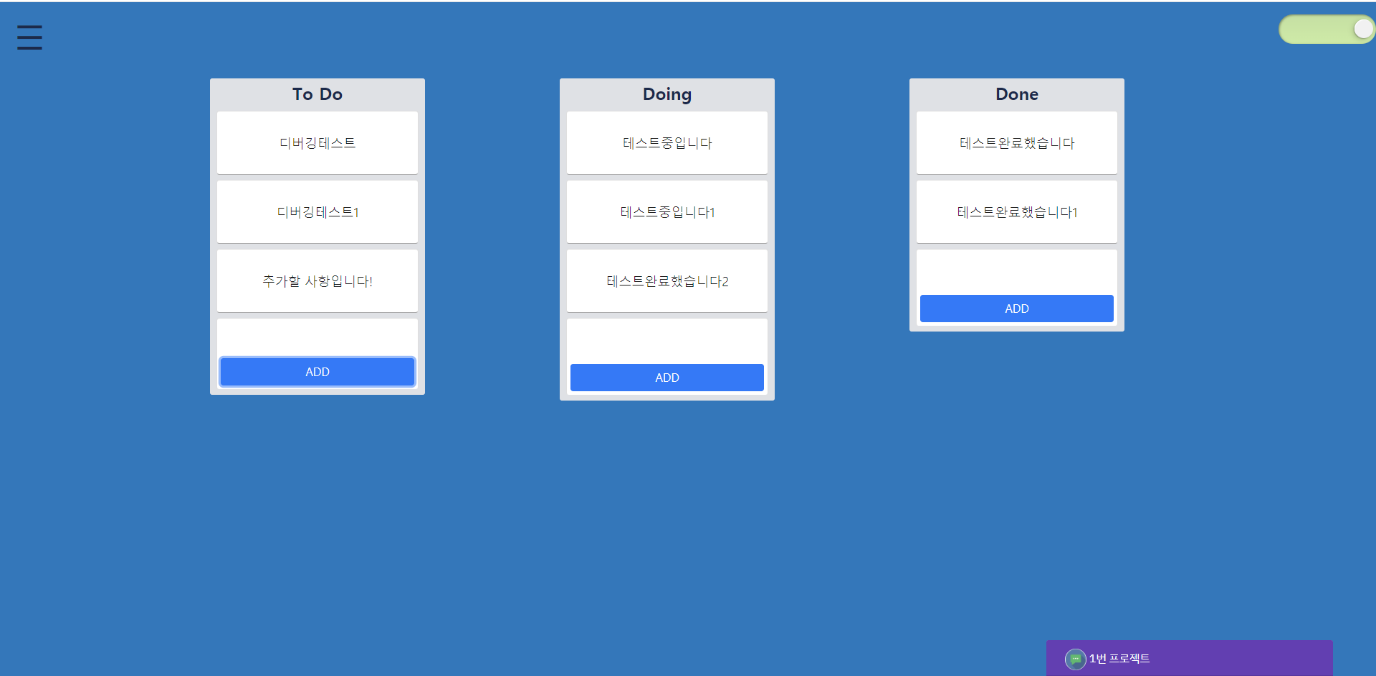 To Do
디버깅테스트
디버깅테스트1
추가할 사항입니다!
ADD
Doing
테스트중입니다
테스트중입니다1
테스트완료했습니다2
ADD
Done
테스트완료했습니다
테스트완료했습니다1
ADD
1번 프로젝트